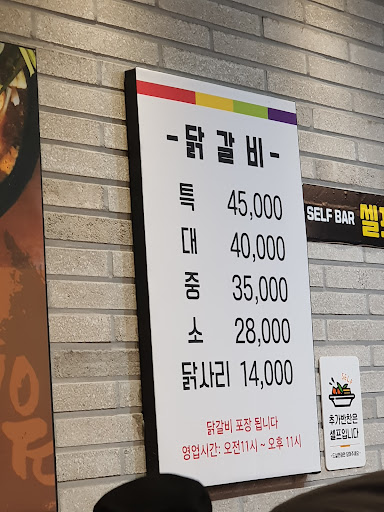 -닭갈비-
특 45,000
대 40,000
중 35,000
소 28,000
닭사리 14,000
닭갈비 포장 됩니다
영업시간: 오전11시 ~ 오후 11시
SELF BAR 셀프
추가반찬은
셀프입니다